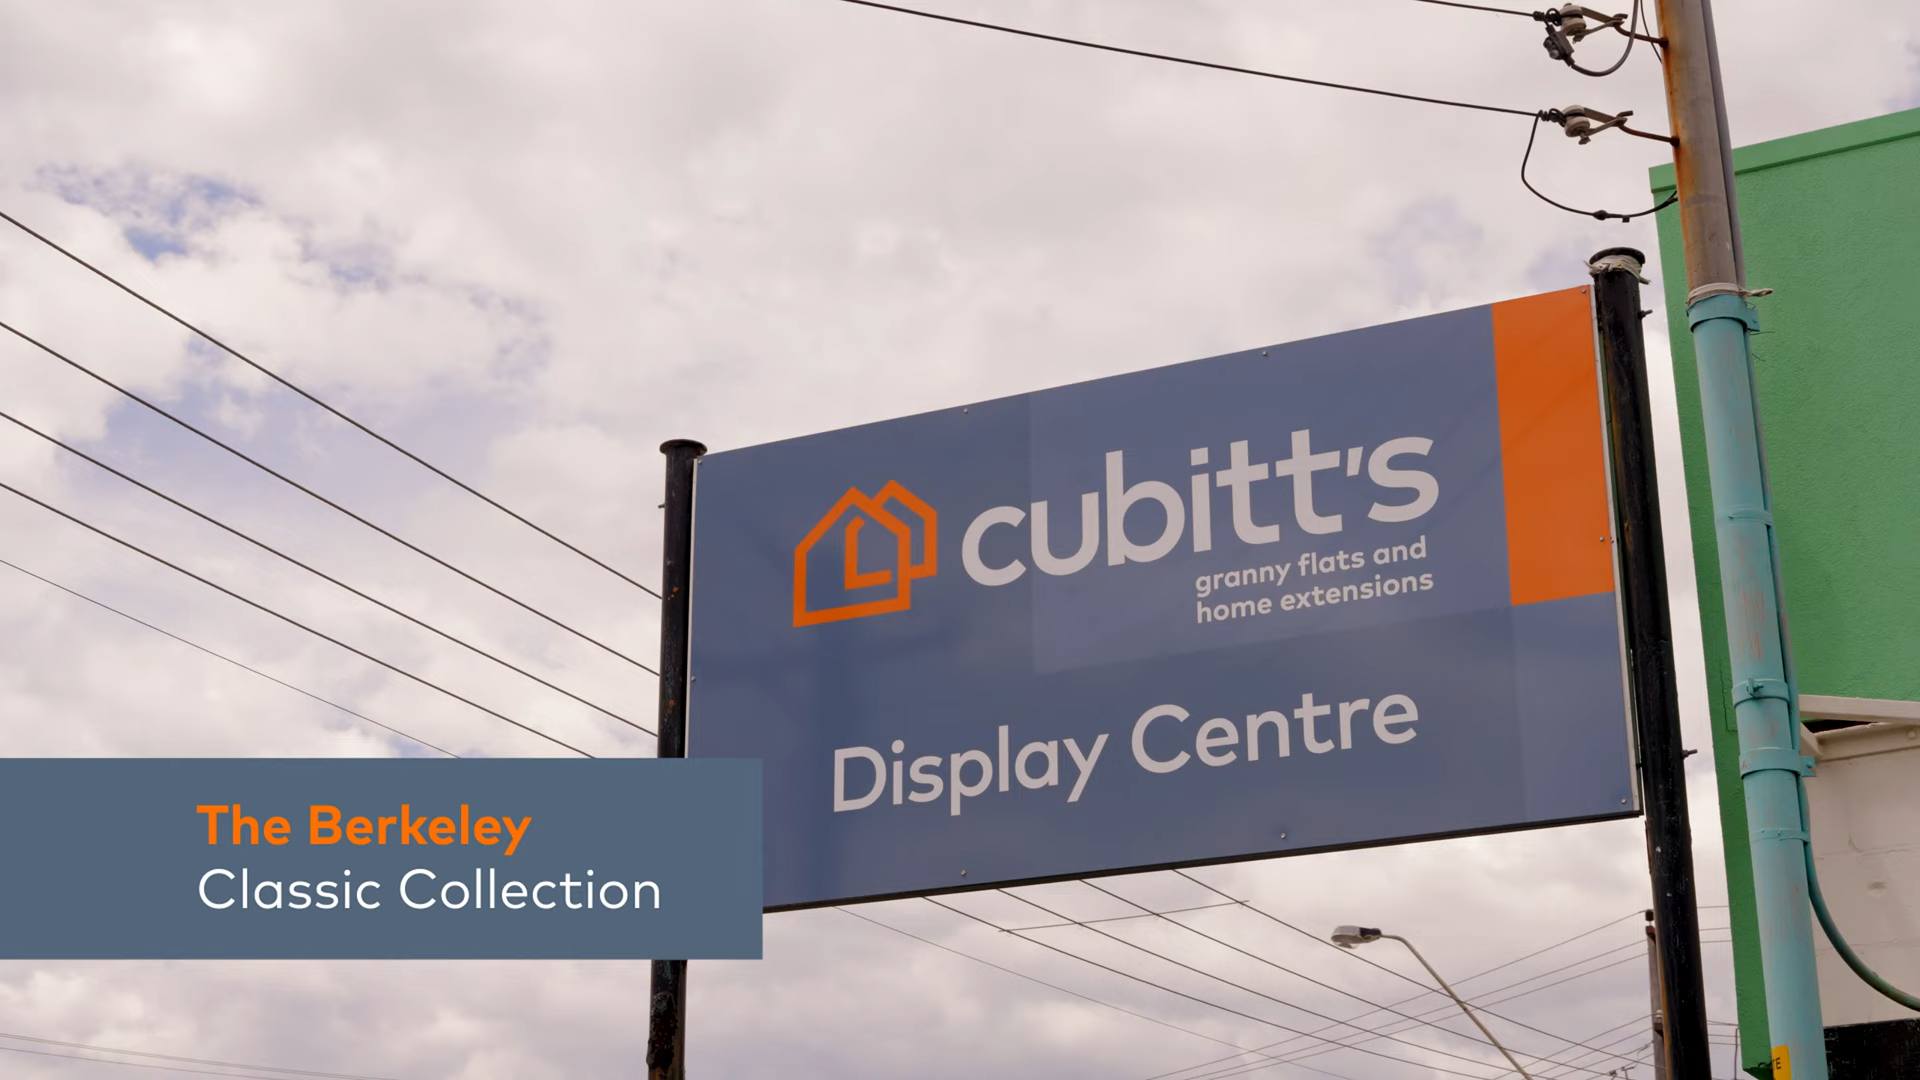 cubitt's
granny flats and
home extensions
Display Centre
The Berkeley
Classic Collection